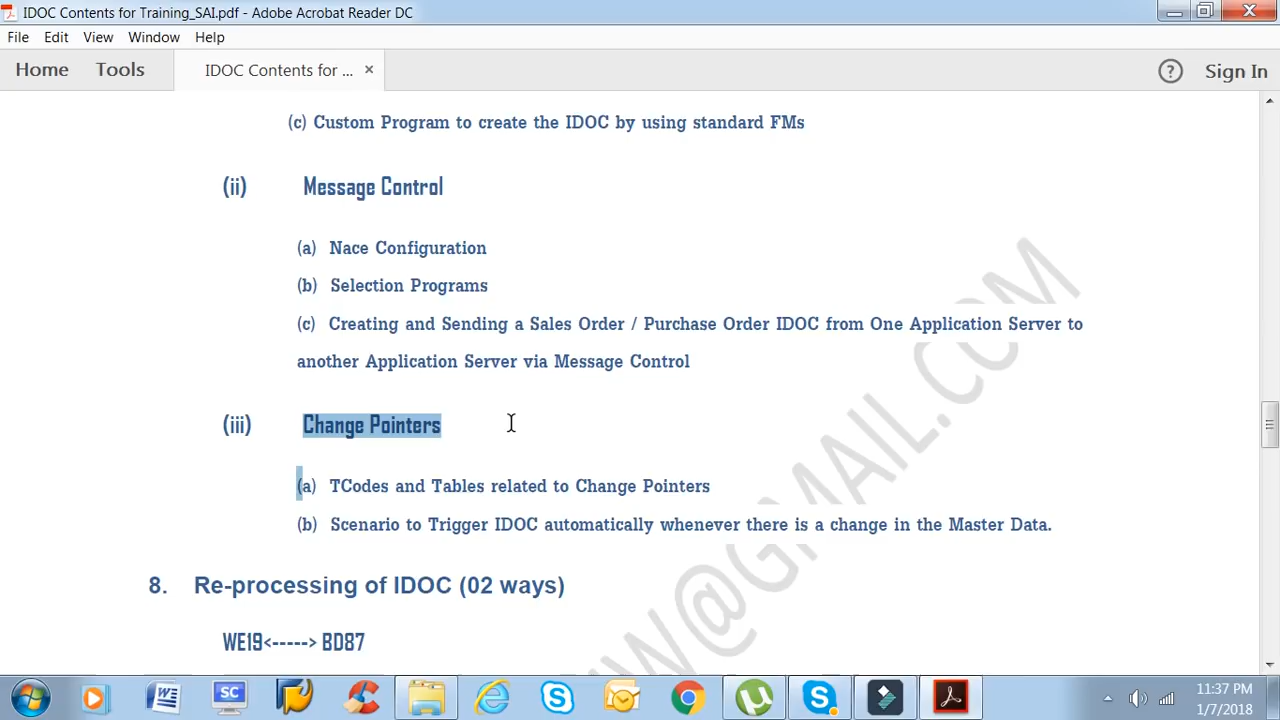 IDOC Contents for Training_SAI.pdf - Adobe Acrobat Reader DC
File Edit View Window Help
Home Tools IDOC Contents for ... × ? Sign In
(c) Custom Program to create the IDOC by using standard FMs
(ii) Message Control
(a) Nace Configuration
(b) Selection Programs
(c) Creating and Sending a Sales Order / Purchase Order IDOC from One Application Server to
another Application Server via Message Control
(iii) Change Pointers
(a) TCodes and Tables related to Change Pointers
(b) Scenario to Trigger IDOC automatically whenever there is a change in the Master Data.
8. Re-processing of IDOC (02 ways)
WE19<-----> BD87
W@GMAIL.COM
SC
11:37 PM
1/7/2018